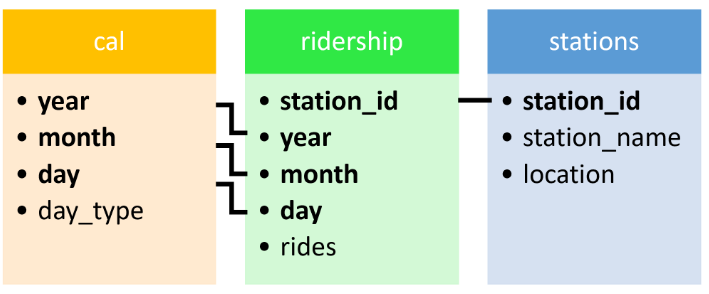 cal
• year
• month
• day
• day_type
ridership
• station_id
• year
• month
• day
• rides
stations
• station_id
• station_name
• location